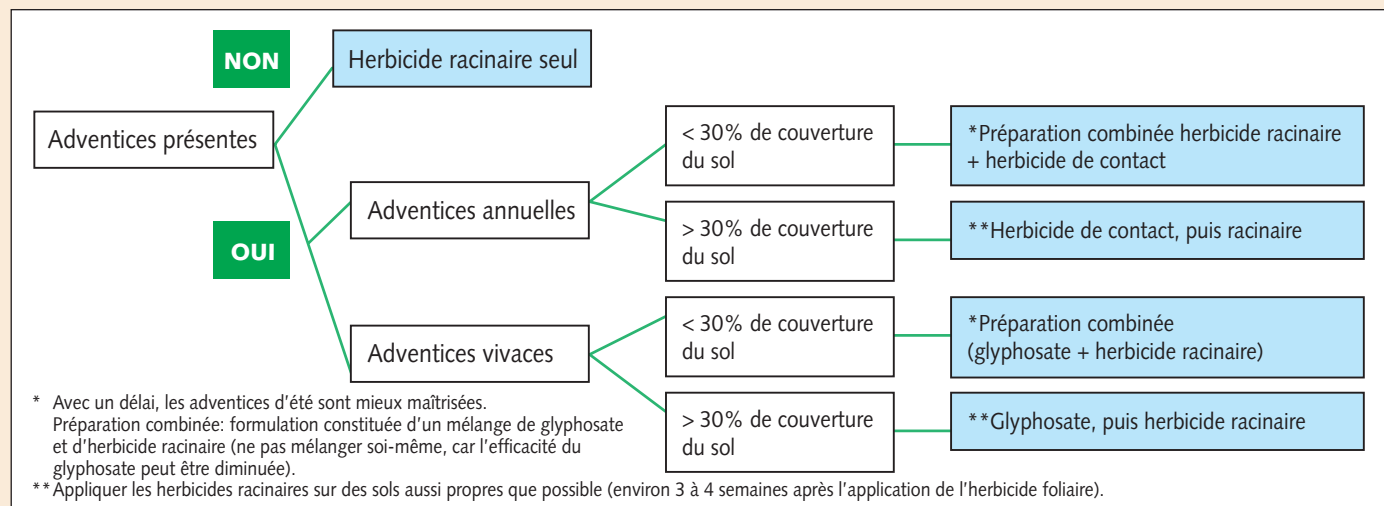 NON
Herbicide racinaire seul
Adventices présentes
OUI
Adventices annuelles
< 30% de couverture
du sol
*Préparation combinée herbicide racinaire
+ herbicide de contact
> 30% de couverture
du sol
**Herbicide de contact, puis racinaire
Adventices vivaces
< 30% de couverture
du sol
*Préparation combinée
(glyphosate + herbicide racinaire)
> 30% de couverture
du sol
**Glyphosate, puis herbicide racinaire
* Avec un délai, les adventices d'été sont mieux maîtrisées.
Préparation combinée: formulation constituée d'un mélange de glyphosate
et d'herbicide racinaire (ne pas mélanger soi-même, car l'efficacité du
glyphosate peut être diminuée).
** Appliquer les herbicides racinaires sur des sols aussi propres que possible (environ 3 à 4 semaines après l'application de l'herbicide foliaire).